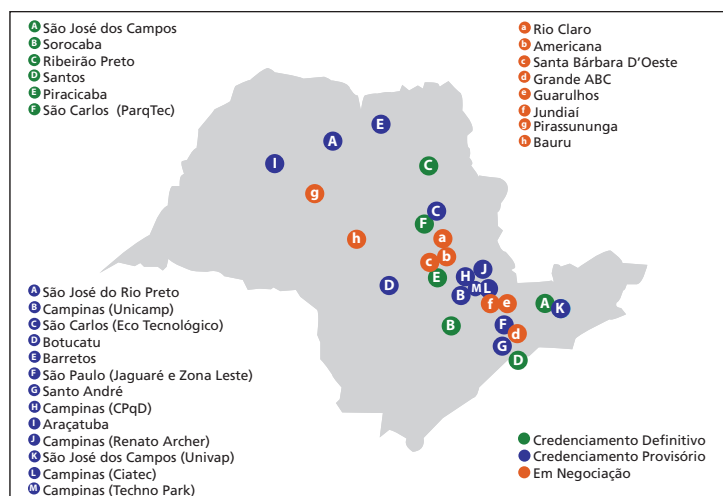 A São José dos Campos
B Sorocaba
C Ribeirão Preto
D Santos
E Piracicaba
F São Carlos (ParqTec)
a Rio Claro
b Americana
c Santa Bárbara D'Oeste
d Grande ABC
e Guarulhos
f Jundiaí
g Pirassununga
h Bauru
E
A
I
C
g
C
F
h
a
b
c
J
H
E
D
M
L
B
f
e
A
K
F
B
d
G
D
A São José do Rio Preto
B Campinas (Unicamp)
C São Carlos (Eco Tecnológico)
D Botucatu
E Barretos
F São Paulo (Jaguaré e Zona Leste)
G Santo André
H Campinas (CPqD)
I Araçatuba
J Campinas (Renato Archer)
K São José dos Campos (Univap)
L Campinas (Ciatec)
M Campinas (Techno Park)
Credenciamento Definitivo
Credenciamento Provisório
Em Negociação